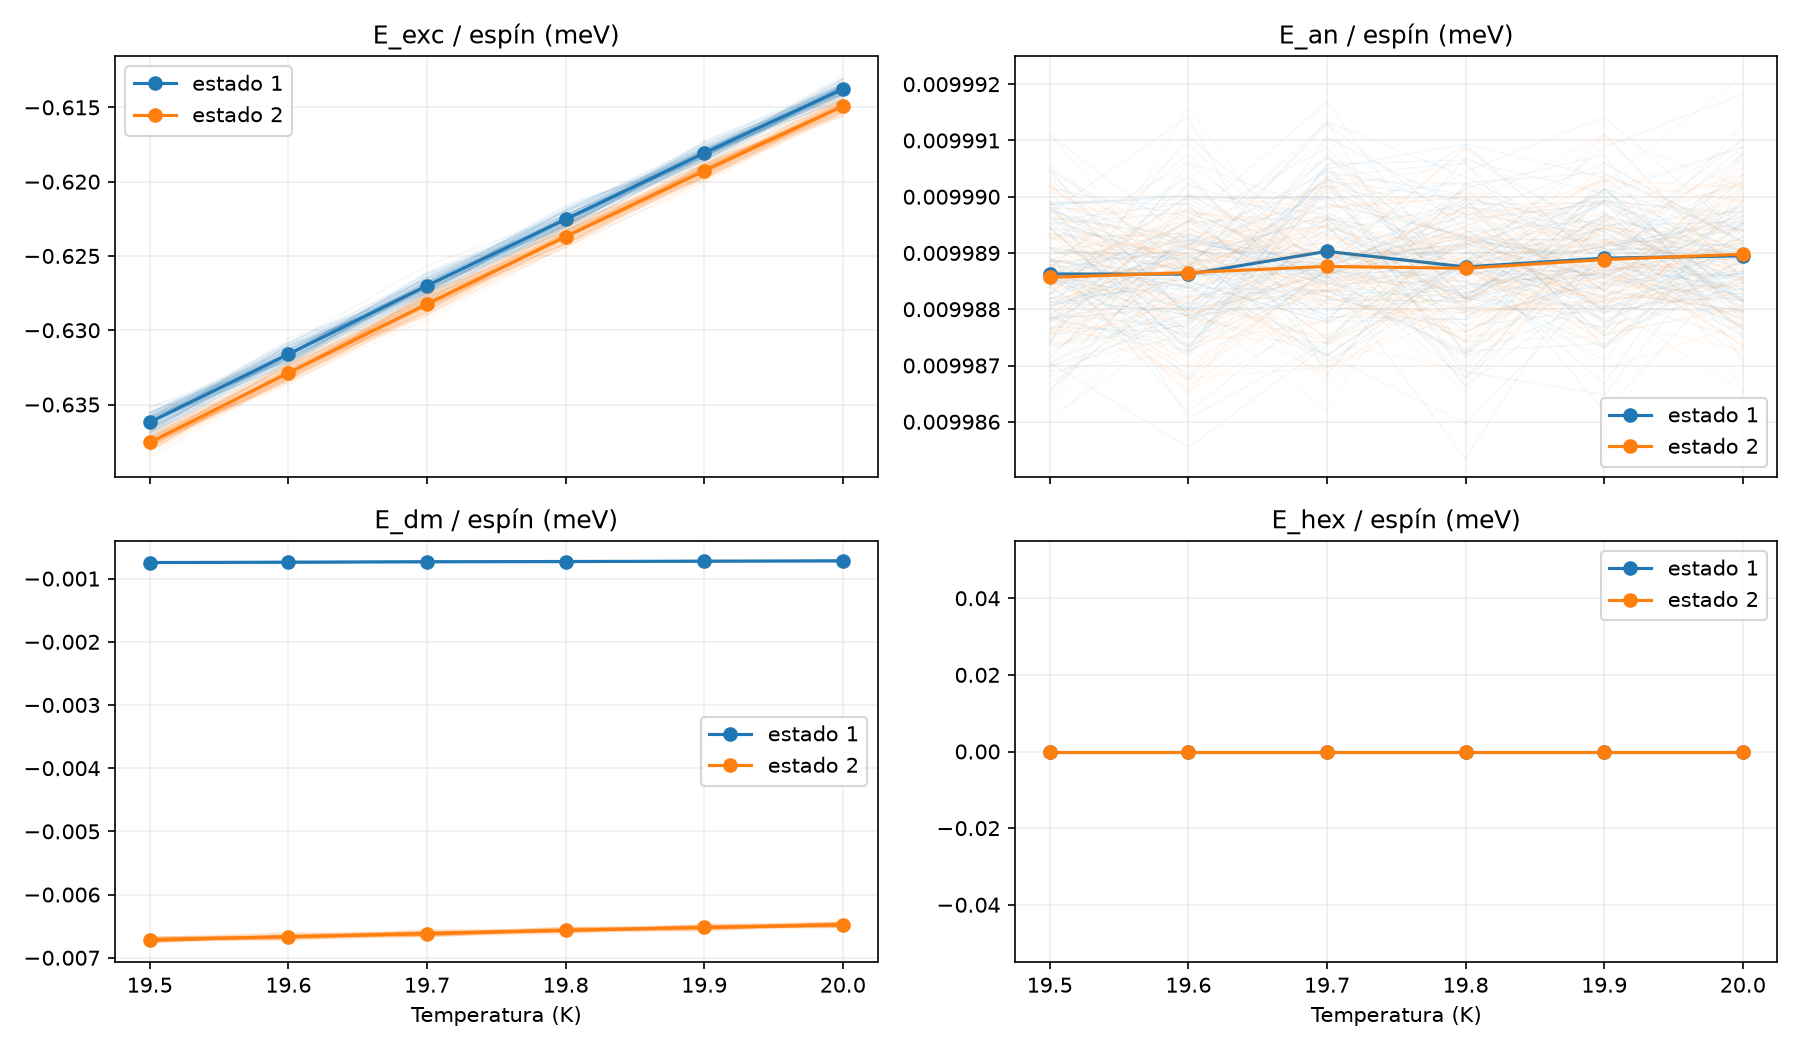 E_exc / espín (meV)
estado 1
estado 2
−0.615
−0.620
−0.625
−0.630
−0.635
E_an / espín (meV)
0.009992
0.009991
0.009990
0.009989
0.009988
0.009987
0.009986
estado 1
estado 2
E_dm / espín (meV)
−0.001
−0.002
−0.003
−0.004
−0.005
−0.006
−0.007
estado 1
estado 2
19.5 19.6 19.7 19.8 19.9 20.0
Temperatura (K)
E_hex / espín (meV)
estado 1
estado 2
0.04
0.02
0.00
−0.02
−0.04
19.5 19.6 19.7 19.8 19.9 20.0
Temperatura (K)